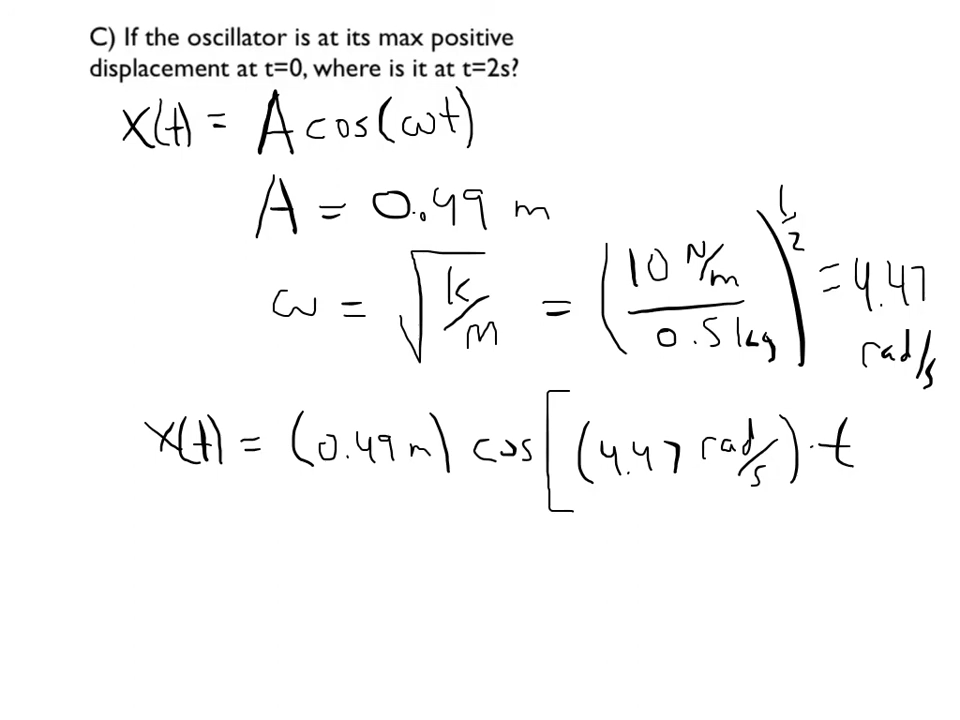 C) If the oscillator is at its max positive
displacement at t=0, where is it at t=2s?
x(t) = A cos(ωt)
A = 0.49 m
ω = √(k/m) = (10 N/m / 0.5 kg)^1/2 = 4.47 rad/s
x(t) = (0.49 m) cos[(4.47 rad/s)·t